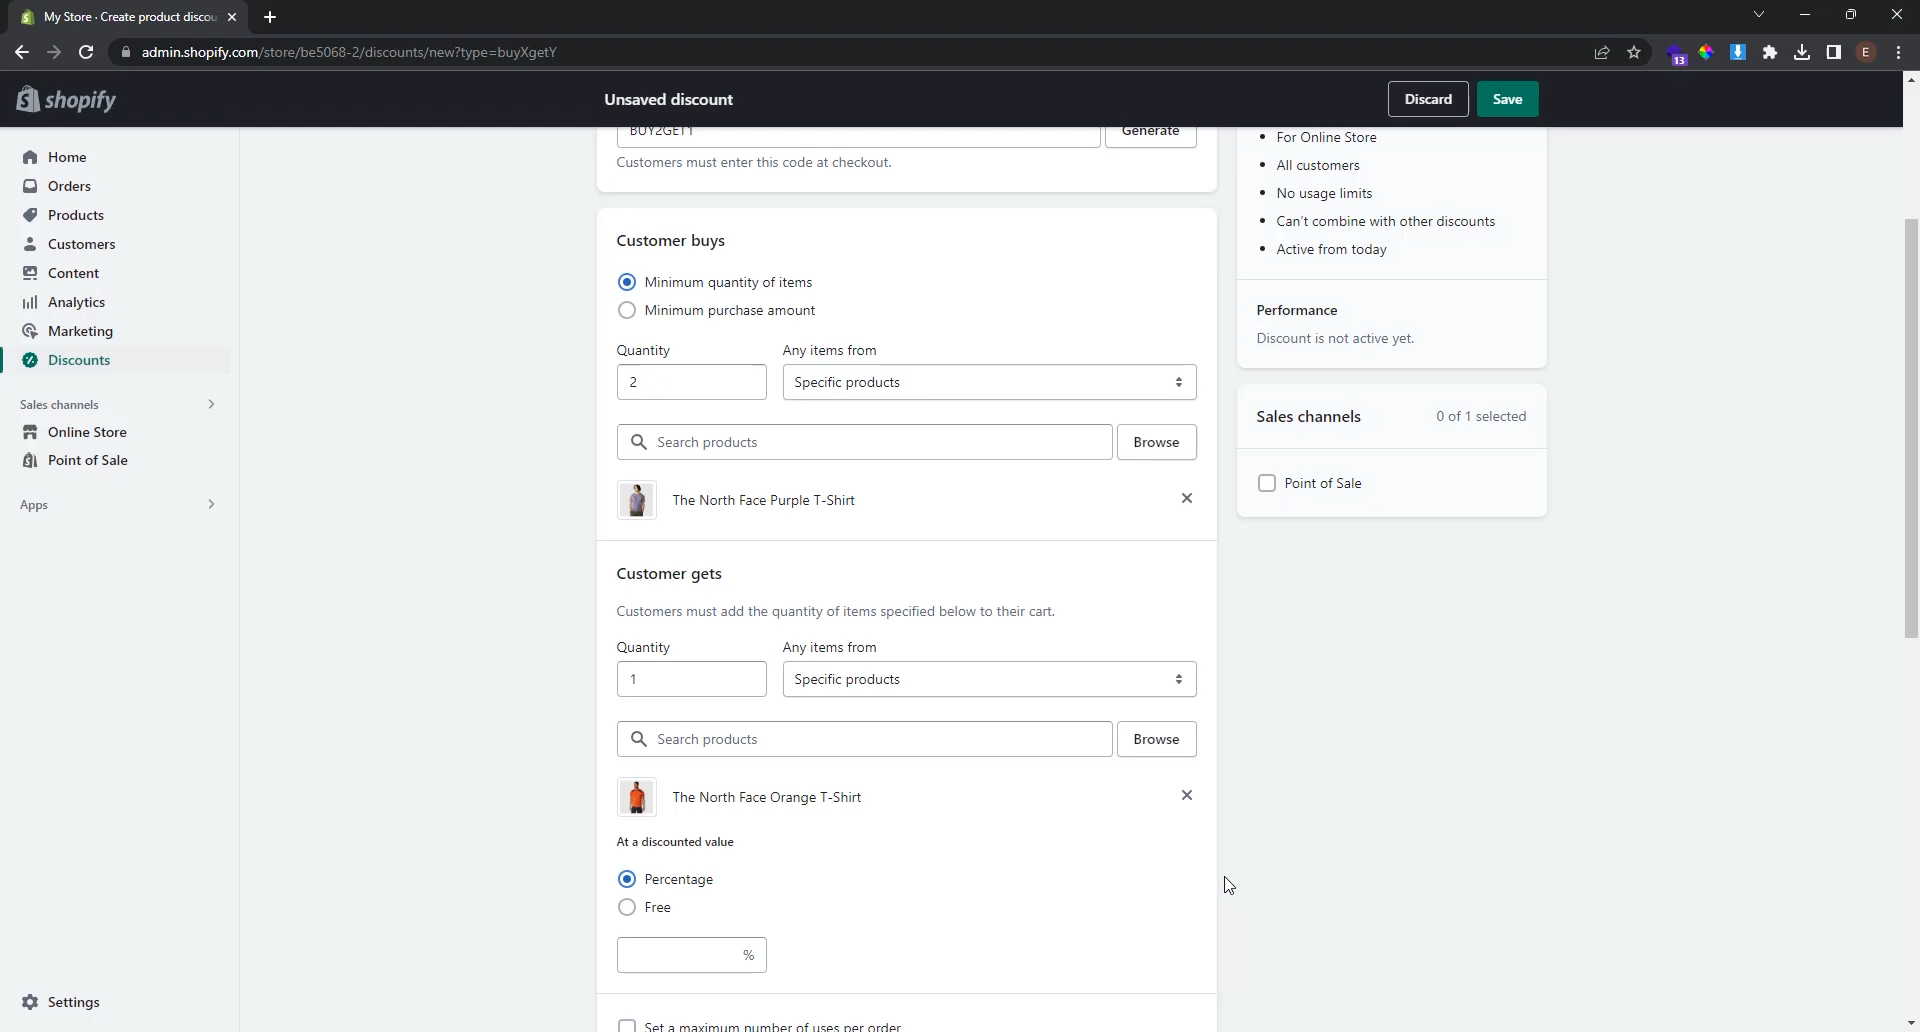 My Store · Create product discou
admin.shopify.com/store/be5068-2/discounts/new?type=buyXgetY
13
E
shopify
Unsaved discount
Discard
Save
Home
Orders
Products
Customers
Content
Analytics
Marketing
Discounts
Sales channels
Online Store
Point of Sale
Apps
Settings
BUY2GET1
Generate
Customers must enter this code at checkout.
Customer buys
Minimum quantity of items
Minimum purchase amount
Quantity
Any items from
2
Specific products
Search products
Browse
The North Face Purple T-Shirt
Customer gets
Customers must add the quantity of items specified below to their cart.
Quantity
Any items from
1
Specific products
Search products
Browse
The North Face Orange T-Shirt
At a discounted value
Percentage
Free
%
Set a maximum number of uses per order
• For Online Store
• All customers
• No usage limits
• Can't combine with other discounts
• Active from today
Performance
Discount is not active yet.
Sales channels
0 of 1 selected
Point of Sale